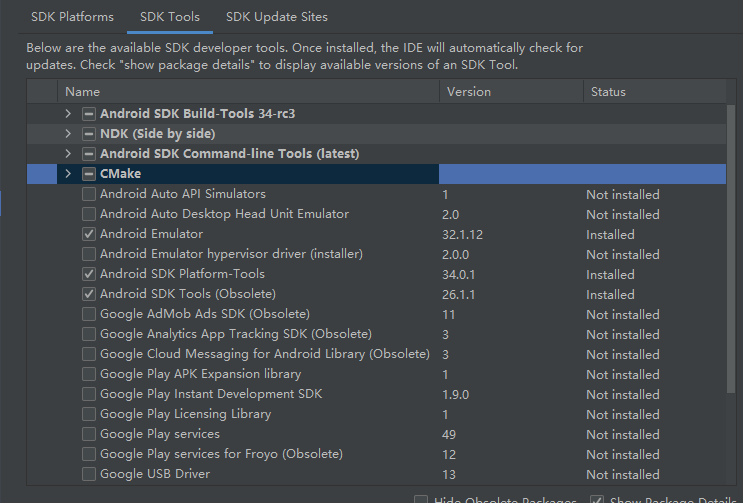 SDK Platforms SDK Tools SDK Update Sites
Below are the available SDK developer tools. Once installed, the IDE will automatically check for
updates. Check "show package details" to display available versions of an SDK Tool.
Name Version Status
Android SDK Build-Tools 34-rc3
NDK (Side by side)
Android SDK Command-line Tools (latest)
CMake
Android Auto API Simulators 1 Not installed
Android Auto Desktop Head Unit Emulator 2.0 Not installed
Android Emulator 32.1.12 Installed
Android Emulator hypervisor driver (installer) 2.0.0 Not installed
Android SDK Platform-Tools 34.0.1 Installed
Android SDK Tools (Obsolete) 26.1.1 Installed
Google AdMob Ads SDK (Obsolete) 11 Not installed
Google Analytics App Tracking SDK (Obsolete) 3 Not installed
Google Cloud Messaging for Android Library (Obsolete) 3 Not installed
Google Play APK Expansion library 1 Not installed
Google Play Instant Development SDK 1.9.0 Not installed
Google Play Licensing Library 1 Not installed
Google Play services 49 Not installed
Google Play services for Froyo (Obsolete) 12 Not installed
Google USB Driver 13 Not installed
Hide Obsolete Packages Show Package Details